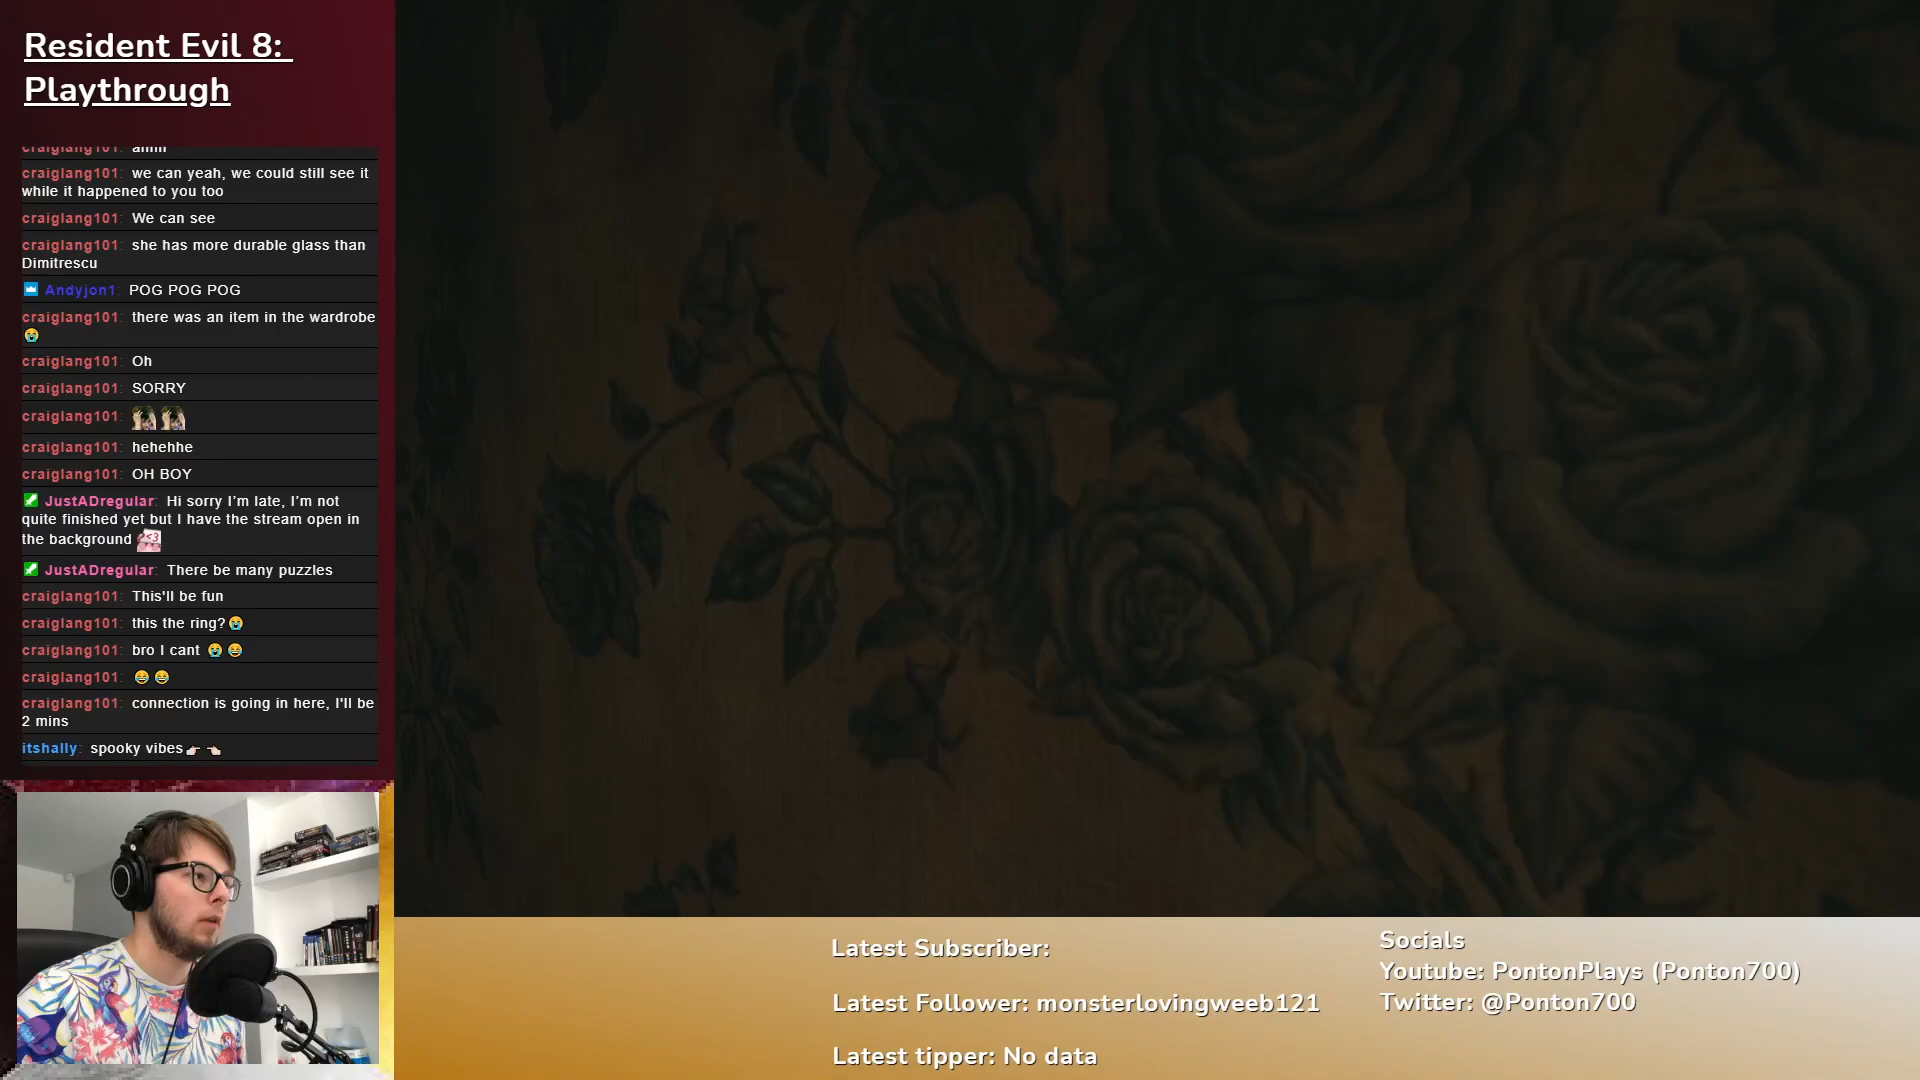 Resident Evil 8:
Playthrough
craiglang101: ahhh
craiglang101: we can yeah, we could still see it
while it happened to you too
craiglang101: We can see
craiglang101: she has more durable glass than
Dimitrescu
Andyjon1: POG POG POG
craiglang101: there was an item in the wardrobe
😭
craiglang101: Oh
craiglang101: SORRY
craiglang101:
craiglang101: hehehhe
craiglang101: OH BOY
JustADregular: Hi sorry I’m late, I’m not
quite finished yet but I have the stream open in
the background <3
JustADregular: There be many puzzles
craiglang101: This'll be fun
craiglang101: this the ring?😭
craiglang101: bro I cant 😭 😂
craiglang101: 😂 😂
craiglang101: connection is going in here, I'll be
2 mins
itshally: spooky vibes👉🏻 👈🏻
Latest Subscriber:
Latest Follower: monsterlovingweeb121
Latest tipper: No data
Socials
Youtube: PontonPlays (Ponton700)
Twitter: @Ponton700